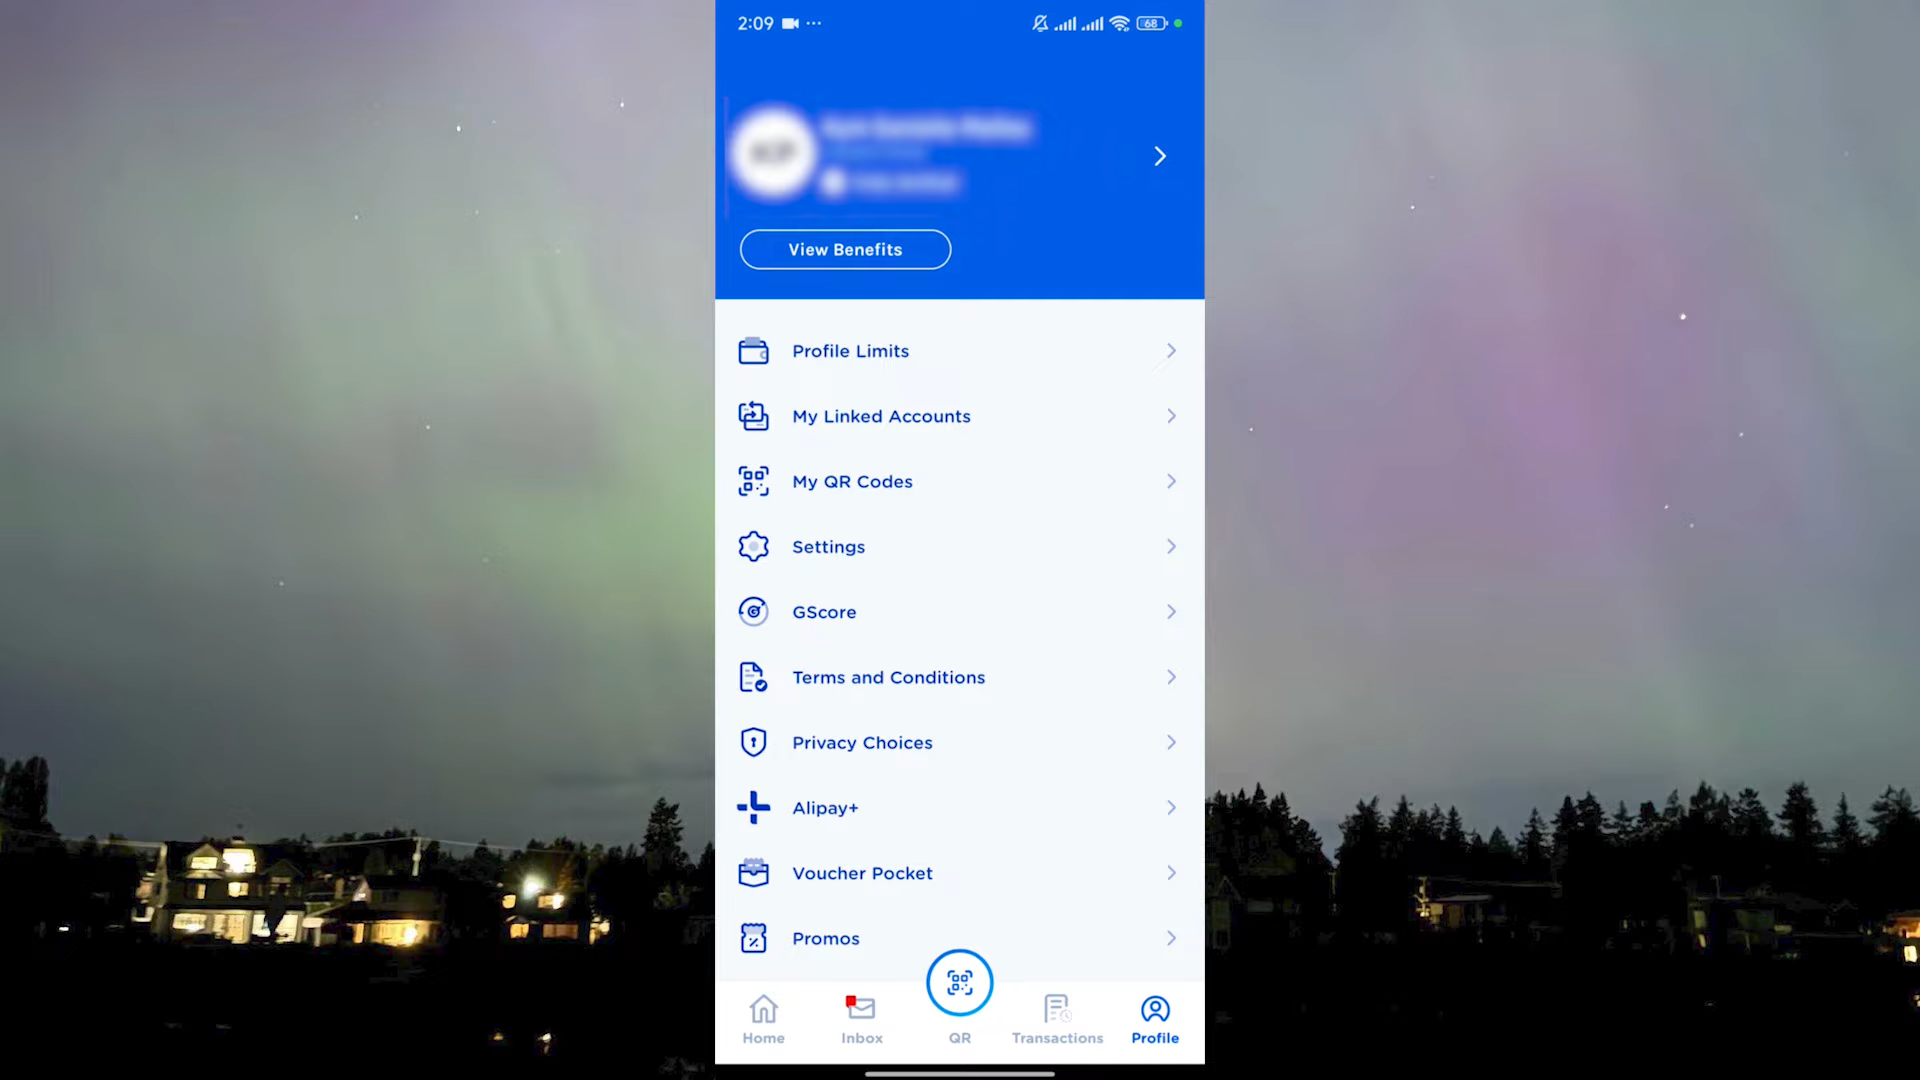 2:09
68
View Benefits
Profile Limits
My Linked Accounts
My QR Codes
Settings
GScore
Terms and Conditions
Privacy Choices
Alipay+
Voucher Pocket
Promos
Home
Inbox
QR
Transactions
Profile